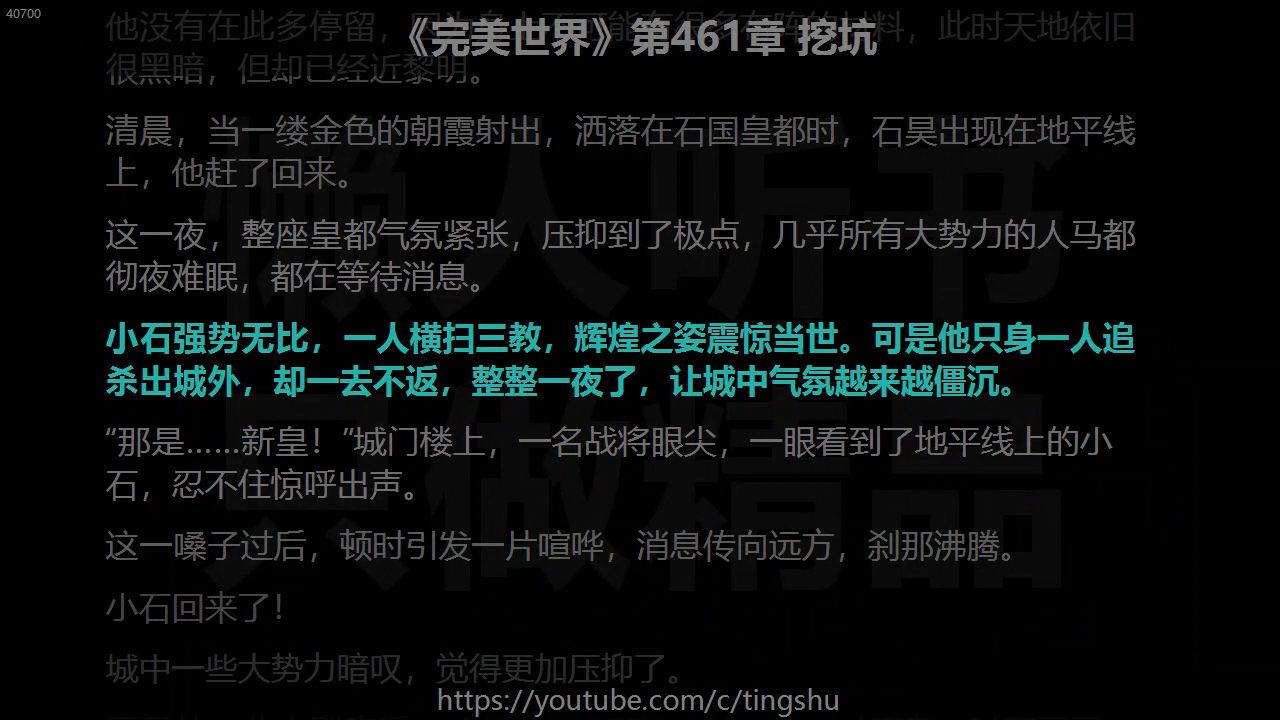 40700
《完美世界》第461章 挖坑
他没有在此多停留，
料，此时天地依旧
很黑暗，但却已经近黎明。
清晨，当一缕金色的朝霞射出，洒落在石国皇都时，石昊出现在地平线
上，他赶了回来。
这一夜，整座皇都气氛紧张，压抑到了极点，几乎所有大势力的人马都
彻夜难眠，都在等待消息。
小石强势无比，一人横扫三教，辉煌之姿震惊当世。可是他只身一人追
杀出城外，却一去不返，整整一夜了，让城中气氛越来越僵沉。
“那是……新皇！”城门楼上，一名战将眼尖，一眼看到了地平线上的小
石，忍不住惊呼出声。
这一嗓子过后，顿时引发一片喧哗，消息传向远方，刹那沸腾。
小石回来了！
城中一些大势力暗叹，觉得更加压抑了。
https://youtube.com/c/tingshu
懒人听书
只做精品